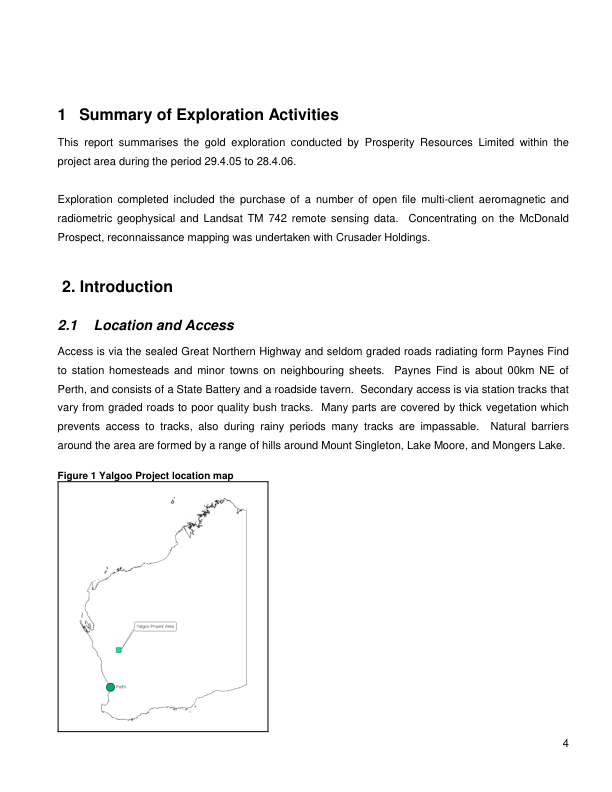 1 Summary of Exploration Activities
This report summarises the gold exploration conducted by Prosperity Resources Limited within the
project area during the period 29.4.05 to 28.4.06.
Exploration completed included the purchase of a number of open file multi-client aeromagnetic and
radiometric geophysical and Landsat TM 742 remote sensing data. Concentrating on the McDonald
Prospect, reconnaissance mapping was undertaken with Crusader Holdings.
2. Introduction
2.1 Location and Access
Access is via the sealed Great Northern Highway and seldom graded roads radiating form Paynes Find
to station homesteads and minor towns on neighbouring sheets. Paynes Find is about 00km NE of
Perth, and consists of a State Battery and a roadside tavern. Secondary access is via station tracks that
vary from graded roads to poor quality bush tracks. Many parts are covered by thick vegetation which
prevents access to tracks, also during rainy periods many tracks are impassable. Natural barriers
around the area are formed by a range of hills around Mount Singleton, Lake Moore, and Mongers Lake.
Figure 1 Yalgoo Project location map
Yalgoo Project Area
Perth
4